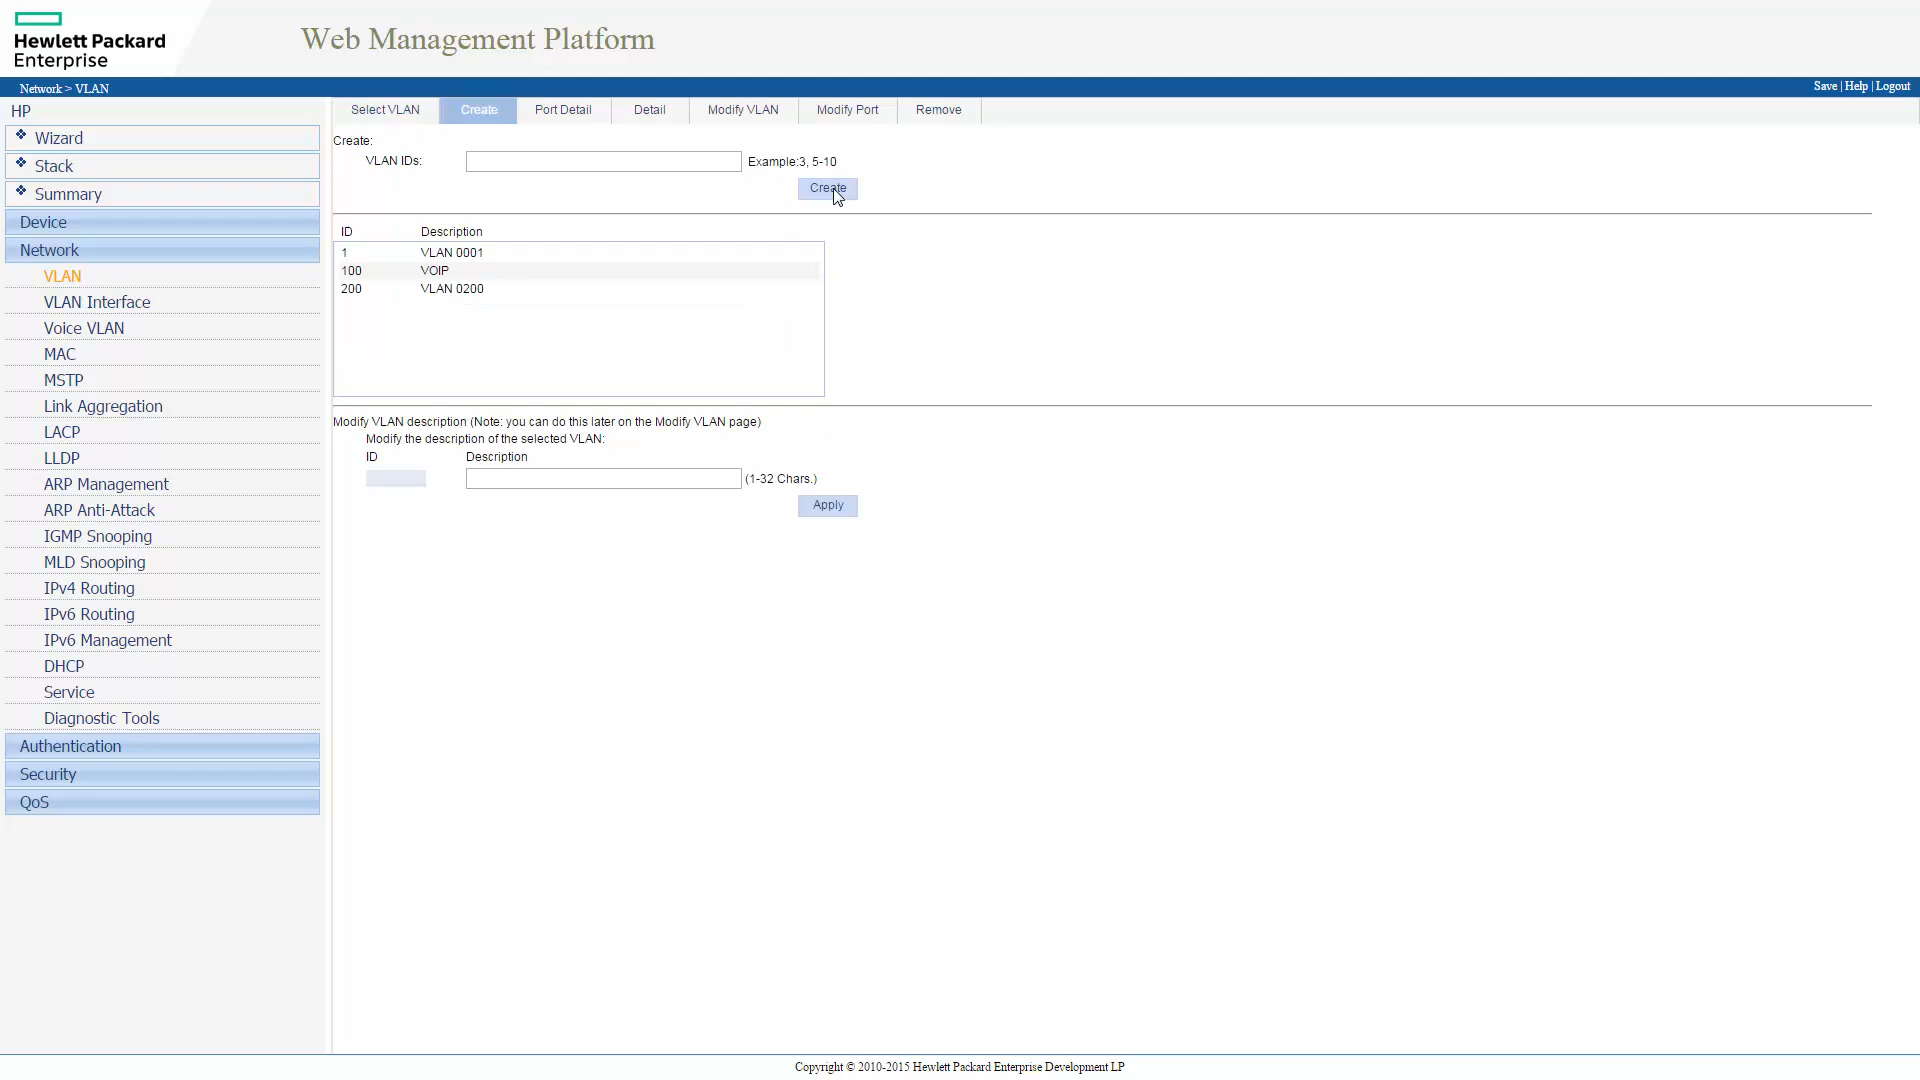 Hewlett Packard
Enterprise
Web Management Platform
Network > VLAN
Save | Help | Logout
HP
Wizard
Stack
Summary
Device
Network
VLAN
VLAN Interface
Voice VLAN
MAC
MSTP
Link Aggregation
LACP
LLDP
ARP Management
ARP Anti-Attack
IGMP Snooping
MLD Snooping
IPv4 Routing
IPv6 Routing
IPv6 Management
DHCP
Service
Diagnostic Tools
Authentication
Security
QoS
Select VLAN Create Port Detail Detail Modify VLAN Modify Port Remove
Create:
VLAN IDs: Example:3, 5-10
Create
ID Description
1 VLAN 0001
100 VOIP
200 VLAN 0200
Modify VLAN description (Note: you can do this later on the Modify VLAN page)
Modify the description of the selected VLAN:
ID Description
(1-32 Chars.)
Apply
Copyright © 2010-2015 Hewlett Packard Enterprise Development LP